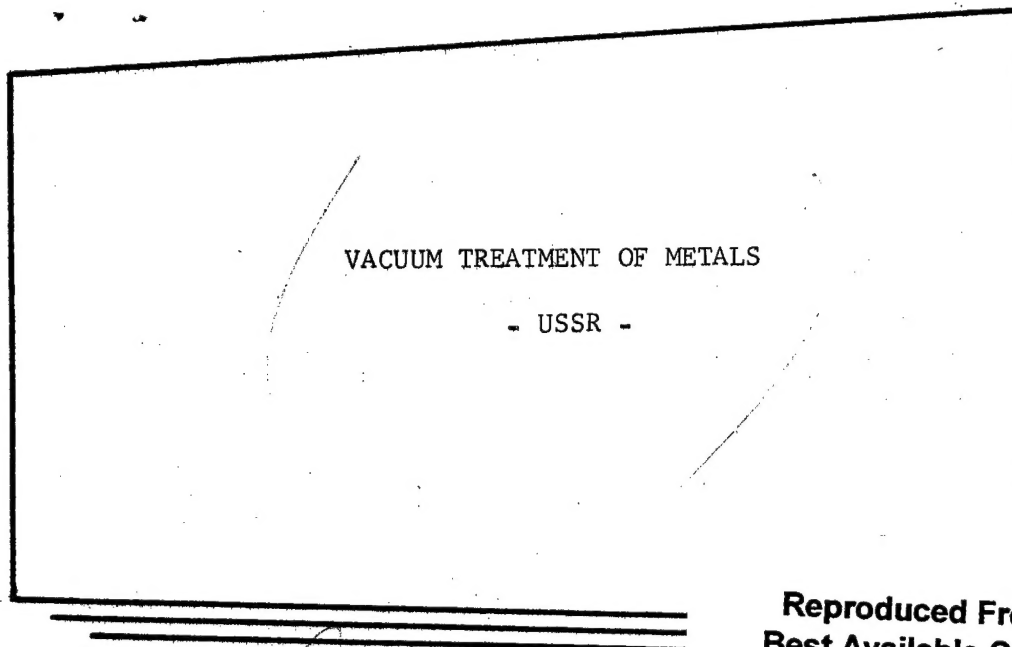 VACUUM TREATMENT OF METALS
- USSR -
Reproduced Fr
Best Available